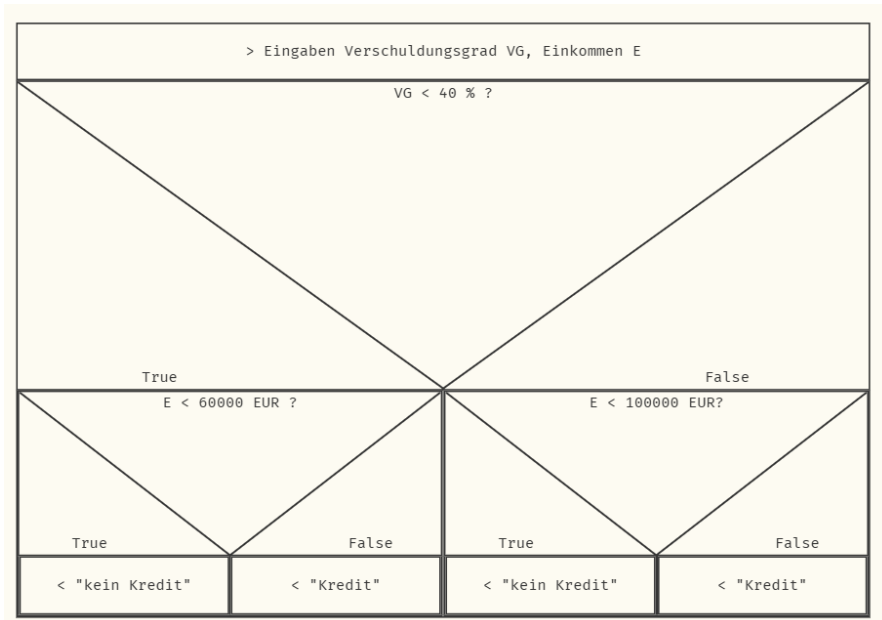 > Eingaben Verschuldungsgrad VG, Einkommen E
VG < 40 % ?
True
False
E < 60000 EUR ?
E < 100000 EUR?
True
False
True
False
< "kein Kredit"
< "Kredit"
< "kein Kredit"
< "Kredit"